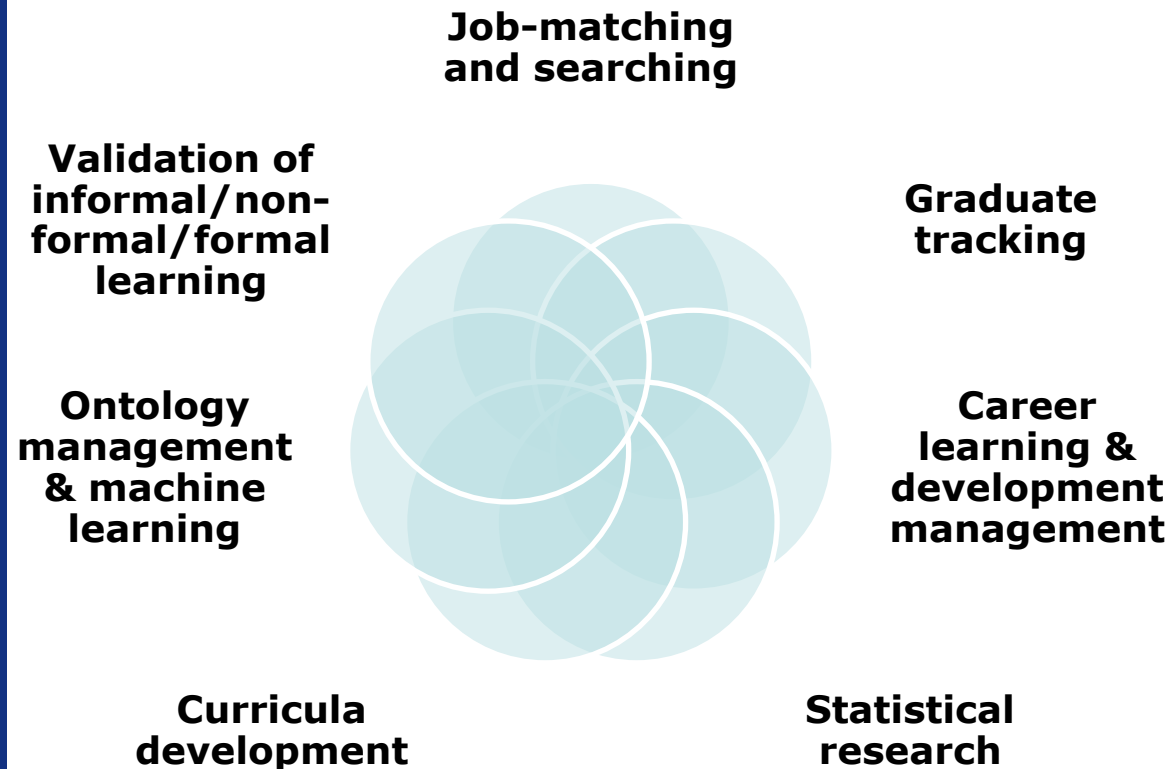 Job-matching
and searching
Validation of
informal/non-
formal/formal
learning
Graduate
tracking
Ontology
management
& machine
learning
Career
learning &
development
management
Curricula
development
Statistical
research